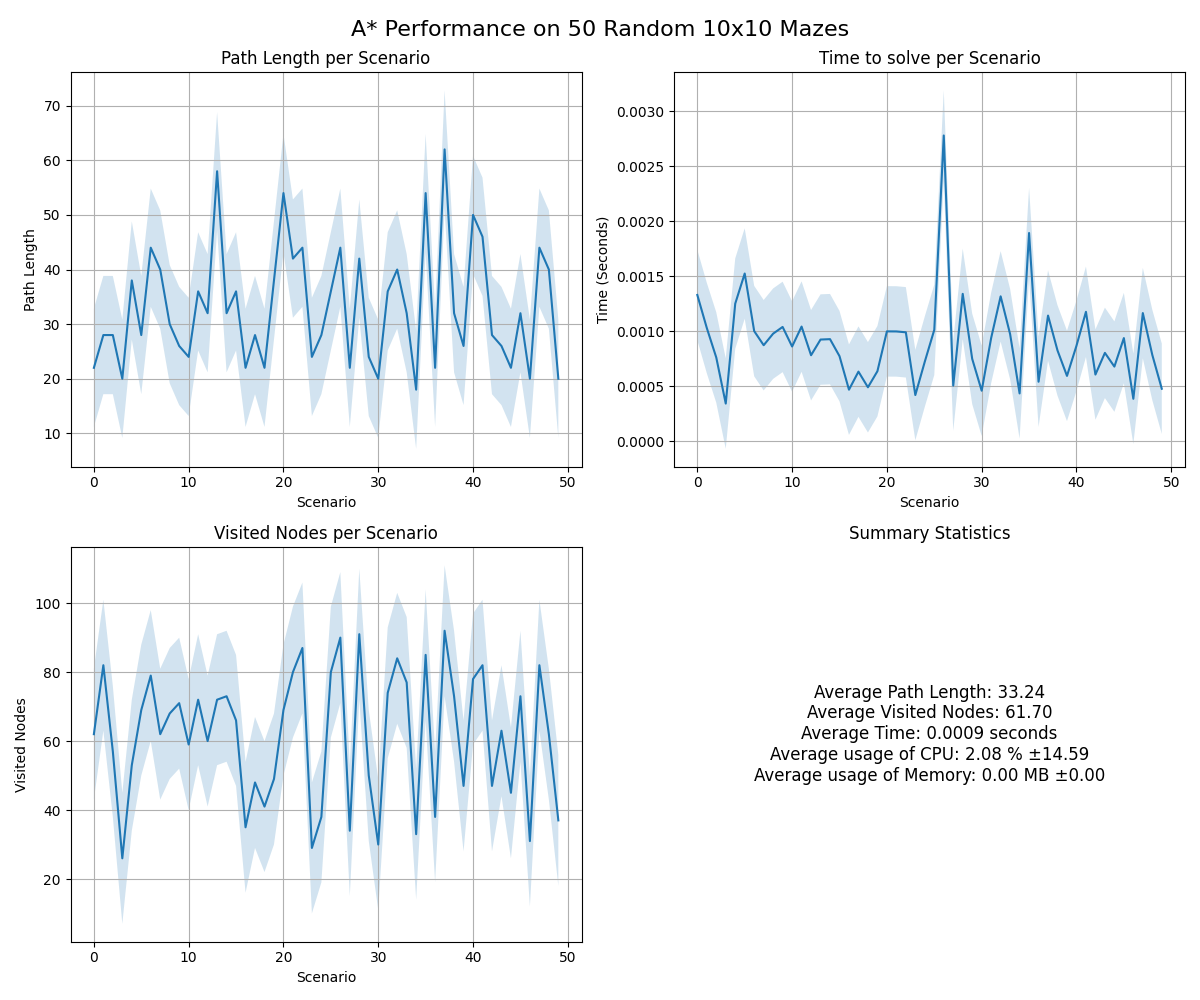 A* Performance on 50 Random 10x10 Mazes
Path Length per Scenario
70
60
50
40
30
20
10
Path Length
0
10
20
30
40
50
Scenario
Time to solve per Scenario
0.0030
0.0025
0.0020
0.0015
0.0010
0.0005
0.0000
Time (Seconds)
0
10
20
30
40
50
Scenario
Visited Nodes per Scenario
100
80
60
40
20
Visited Nodes
0
10
20
30
40
50
Scenario
Summary Statistics
Average Path Length: 33.24
Average Visited Nodes: 61.70
Average Time: 0.0009 seconds
Average usage of CPU: 2.08 % ±14.59
Average usage of Memory: 0.00 MB ±0.00